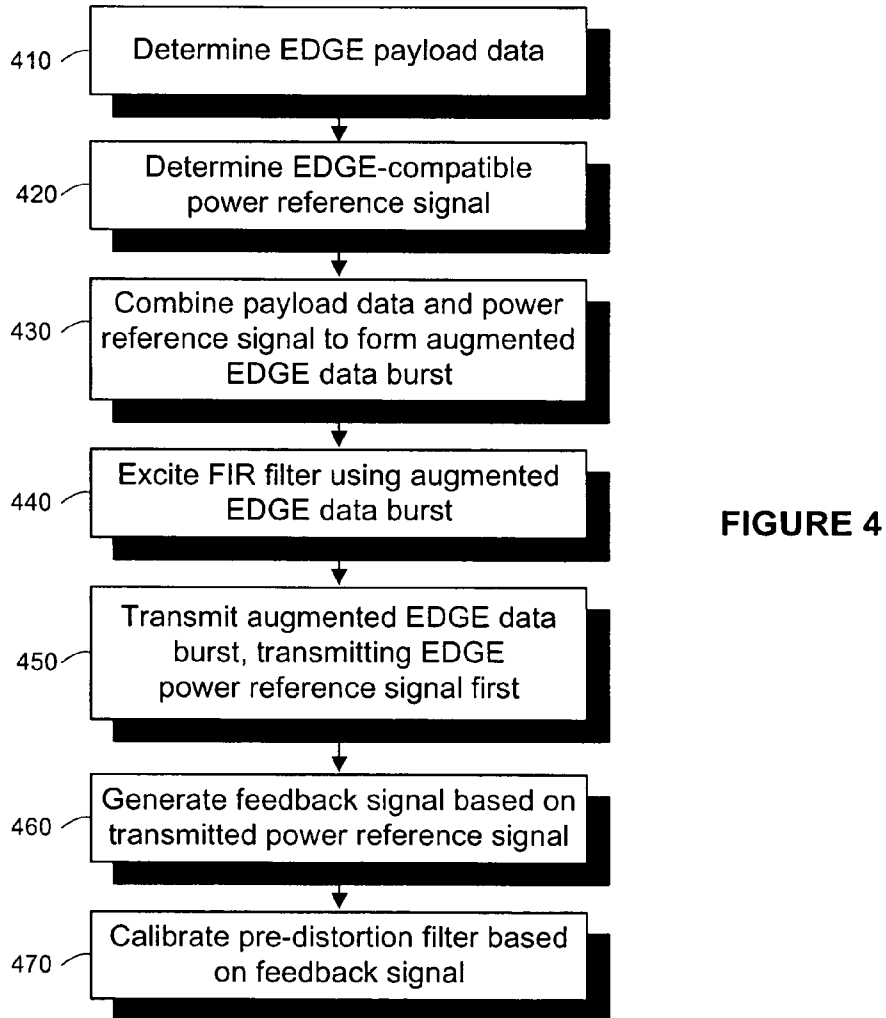 410
Determine EDGE payload data
420
Determine EDGE-compatible
power reference signal
430
Combine payload data and power
reference signal to form augmented
EDGE data burst
440
Excite FIR filter using augmented
EDGE data burst
FIGURE 4
450
Transmit augmented EDGE data
burst, transmitting EDGE
power reference signal first
460
Generate feedback signal based on
transmitted power reference signal
470
Calibrate pre-distortion filter based
on feedback signal